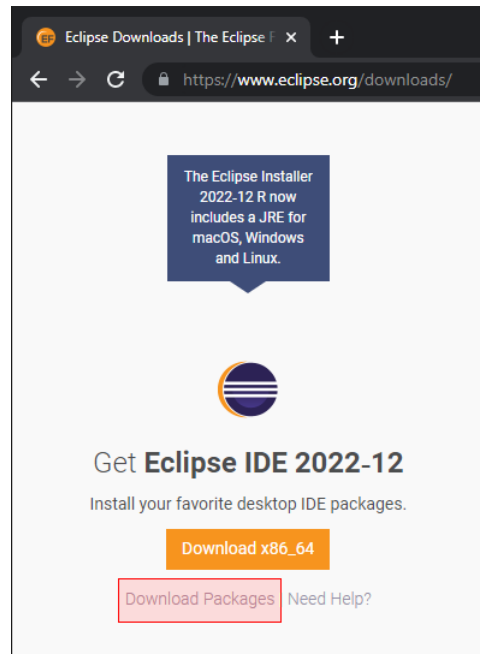 Eclipse Downloads | The Eclipse F
https://www.eclipse.org/downloads/
The Eclipse Installer
2022-12 R now
includes a JRE for
macOS, Windows
and Linux.
Get Eclipse IDE 2022-12
Install your favorite desktop IDE packages.
Download x86_64
Download Packages Need Help?